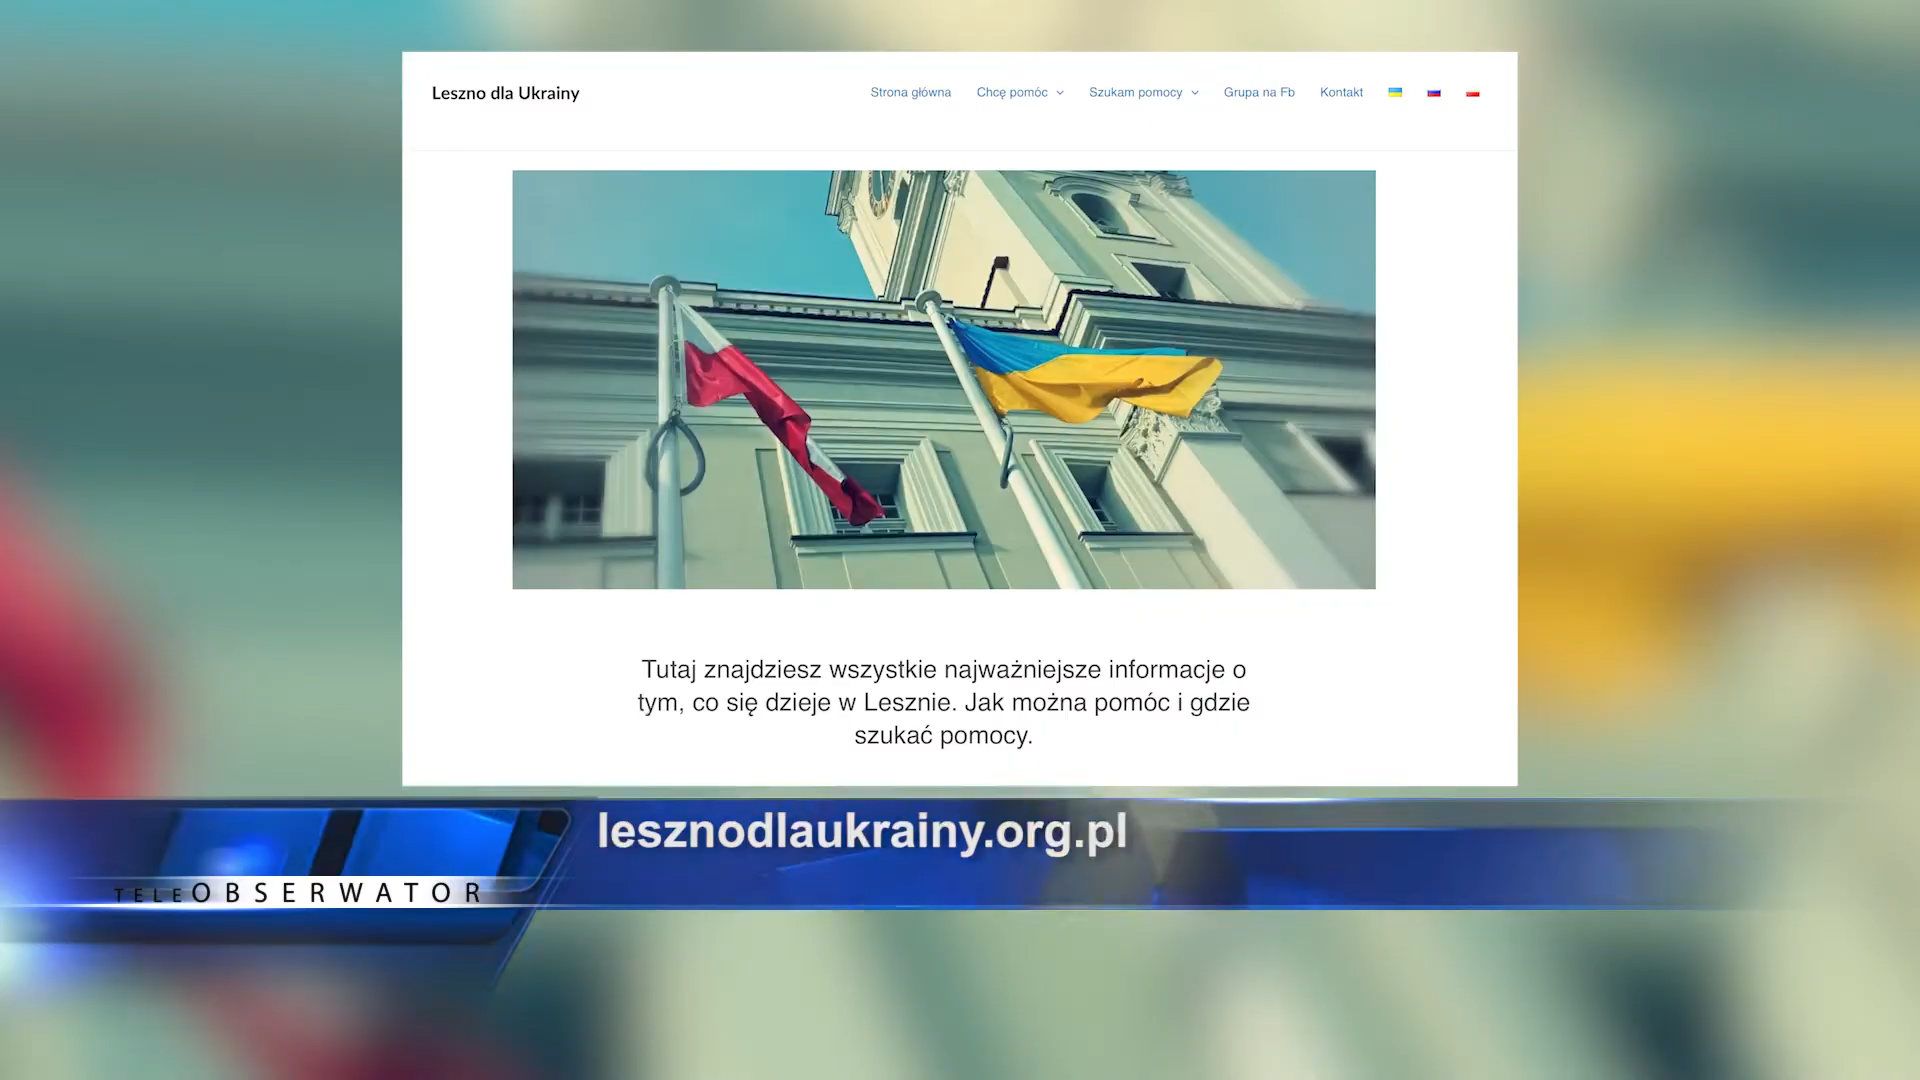 Leszno dla Ukrainy
Strona główna Chcę pomóc Szukam pomocy Grupa na Fb Kontakt
Tutaj znajdziesz wszystkie najważniejsze informacje o
tym, co się dzieje w Lesznie. Jak można pomóc i gdzie
szukać pomocy.
lesznodlaukrainy.org.pl
TELEOBSERWATOR